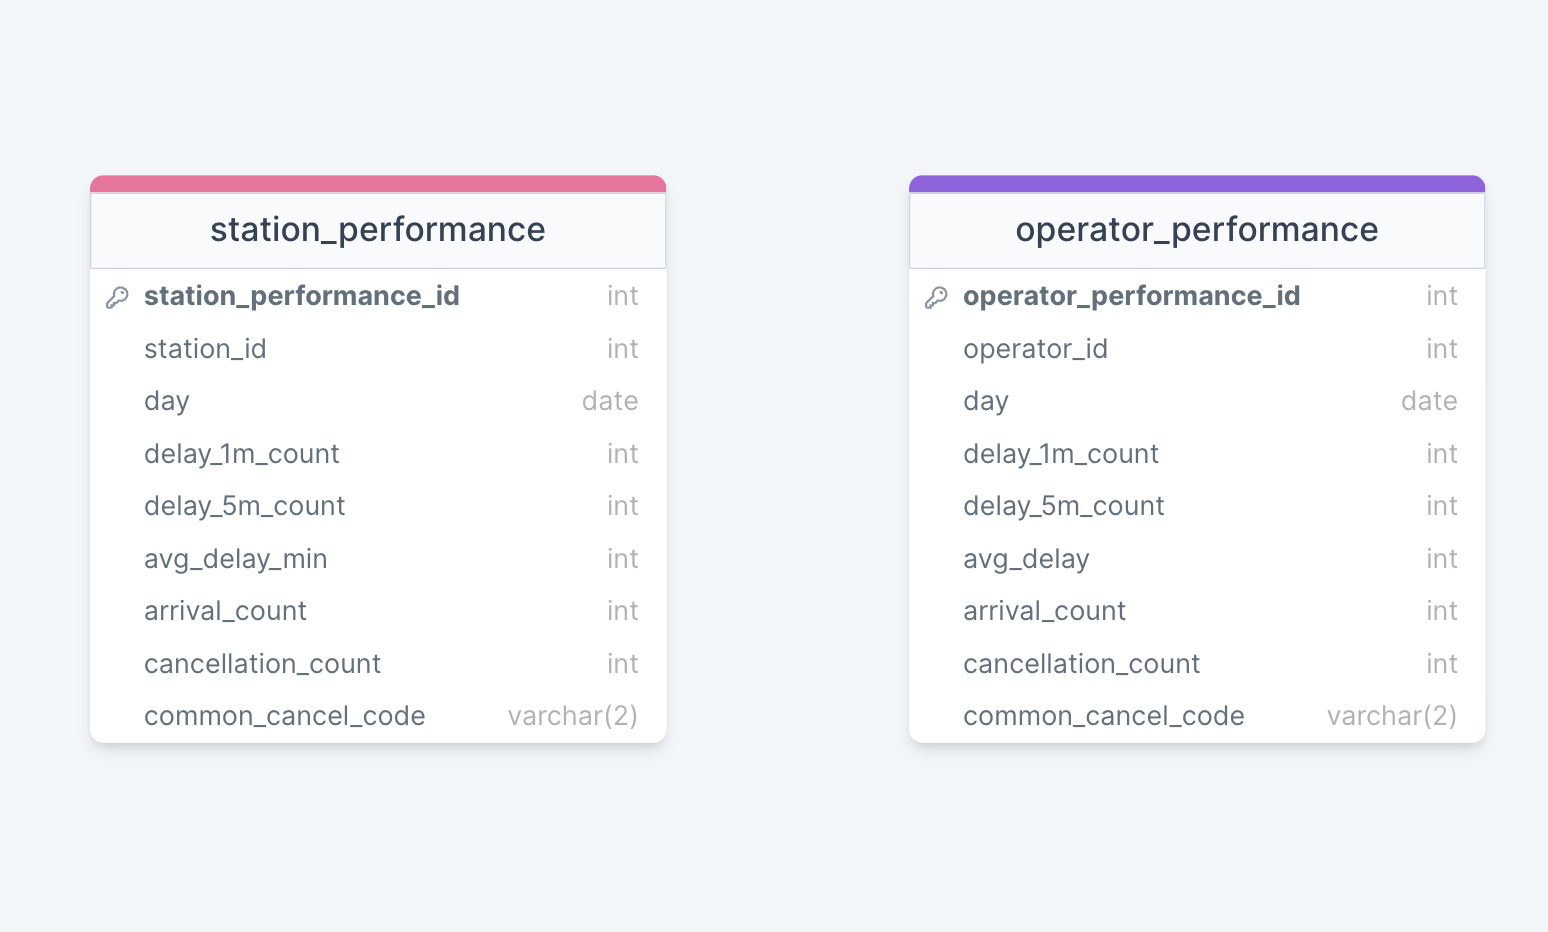 station_performance
station_performance_id int
station_id int
day date
delay_1m_count int
delay_5m_count int
avg_delay_min int
arrival_count int
cancellation_count int
common_cancel_code varchar(2)
operator_performance
operator_performance_id int
operator_id int
day date
delay_1m_count int
delay_5m_count int
avg_delay int
arrival_count int
cancellation_count int
common_cancel_code varchar(2)